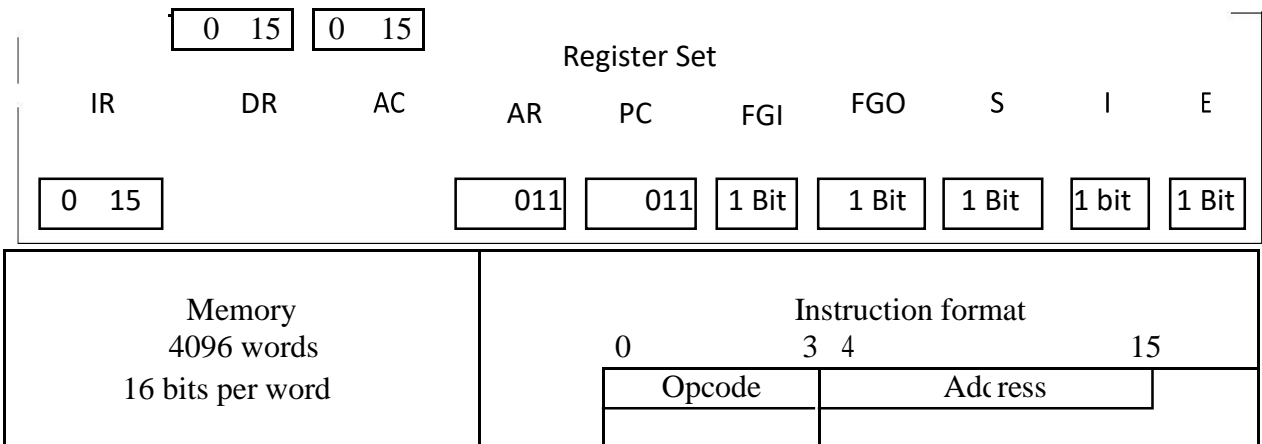 0 15 0 15
Register Set
IR DR AC AR PC FGI FGO S I E
0 15 011 011 1 Bit 1 Bit 1 Bit 1 bit 1 Bit
Memory Instruction format
4096 words 0 3 4 15
16 bits per word Opcode Address